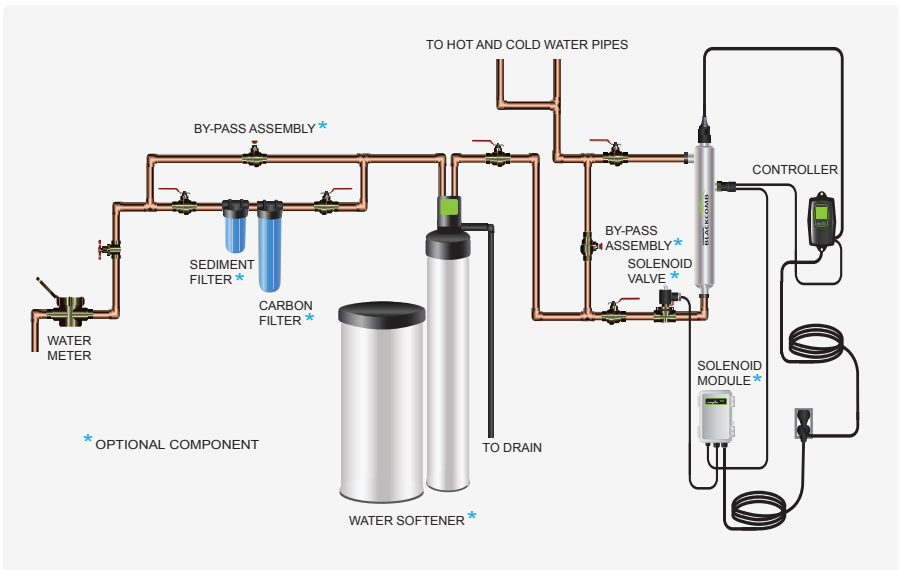 TO HOT AND COLD WATER PIPES
BY-PASS ASSEMBLY *
CONTROLLER
BLACKCOMB
BY-PASS
ASSEMBLY *
SOLENOID
VALVE *
SEDIMENT
FILTER *
CARBON
FILTER *
WATER
METER
SOLENOID
MODULE *
* OPTIONAL COMPONENT
TO DRAIN
WATER SOFTENER *